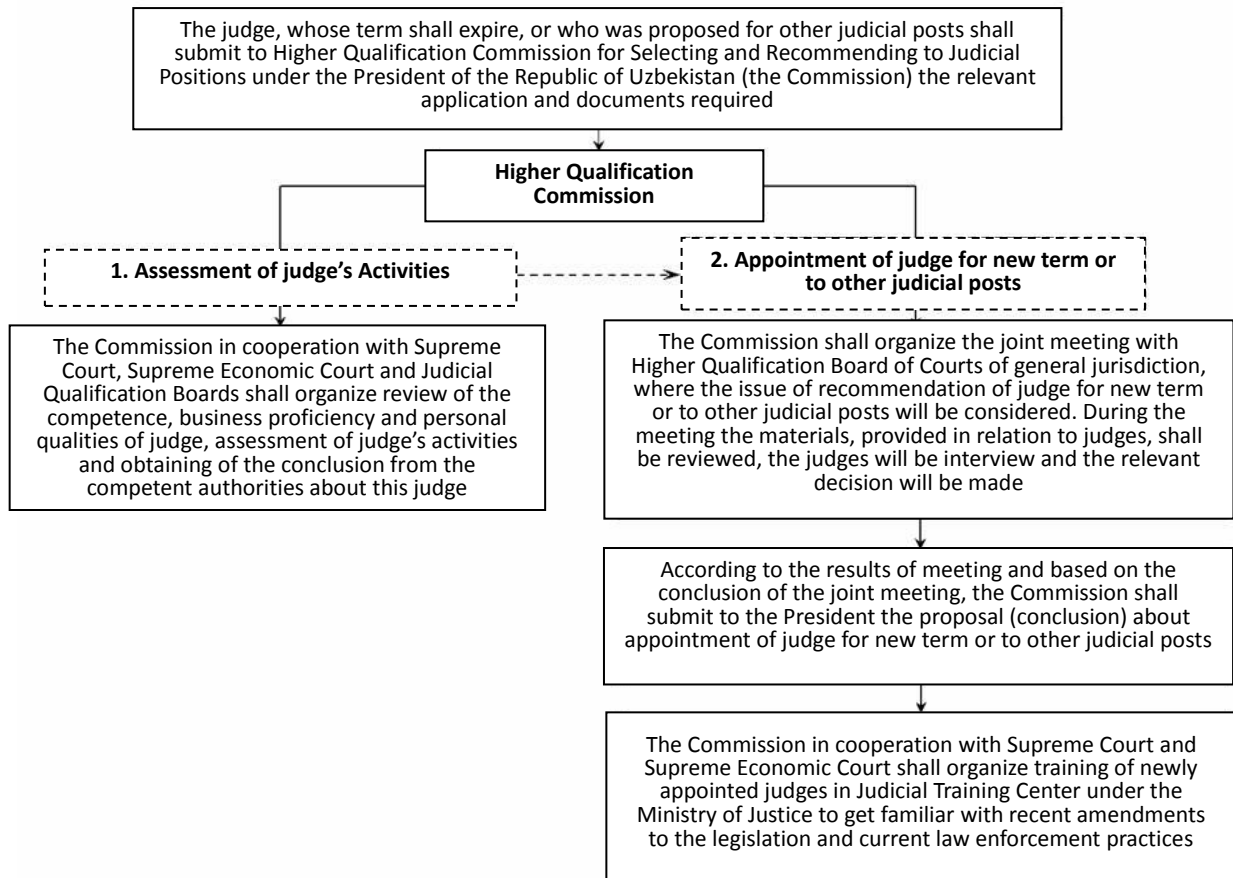 The judge, whose term shall expire, or who was proposed for other judicial posts shall
submit to Higher Qualification Commission for Selecting and Recommending to Judicial
Positions under the President of the Republic of Uzbekistan (the Commission) the relevant
application and documents required
Higher Qualification
Commission
1. Assessment of judge's Activities
The Commission in cooperation with Supreme
Court, Supreme Economic Court and Judicial
Qualification Boards shall organize review of the
competence, business proficiency and personal
qualities of judge, assessment of judge's activities
and obtaining of the conclusion from the
competent authorities about this judge
2. Appointment of judge for new term or
to other judicial posts
The Commission shall organize the joint meeting with
Higher Qualification Board of Courts of general jurisdiction,
where the issue of recommendation of judge for new term
or to other judicial posts will be considered. During the
meeting the materials, provided in relation to judges, shall
be reviewed, the judges will be interview and the relevant
decision will be made
According to the results of meeting and based on the
conclusion of the joint meeting, the Commission shall
submit to the President the proposal (conclusion) about
appointment of judge for new term or to other judicial posts
The Commission in cooperation with Supreme Court and
Supreme Economic Court shall organize training of newly
appointed judges in Judicial Training Center under the
Ministry of Justice to get familiar with recent amendments
to the legislation and current law enforcement practices